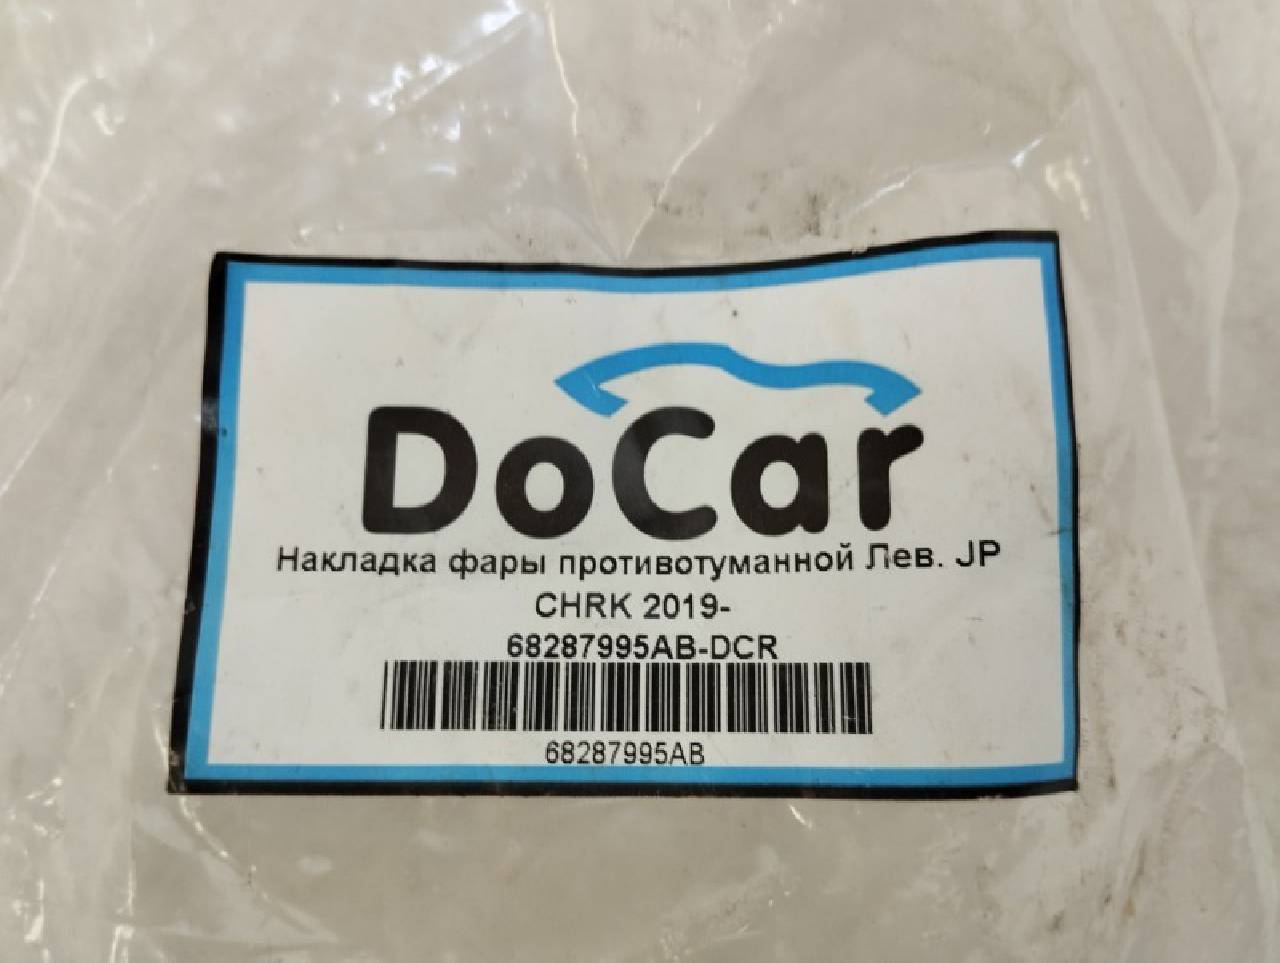 DoCar
Накладка фары противотуманной Лев. JP
CHRK 2019-
68287995AB-DCR
68287995AB